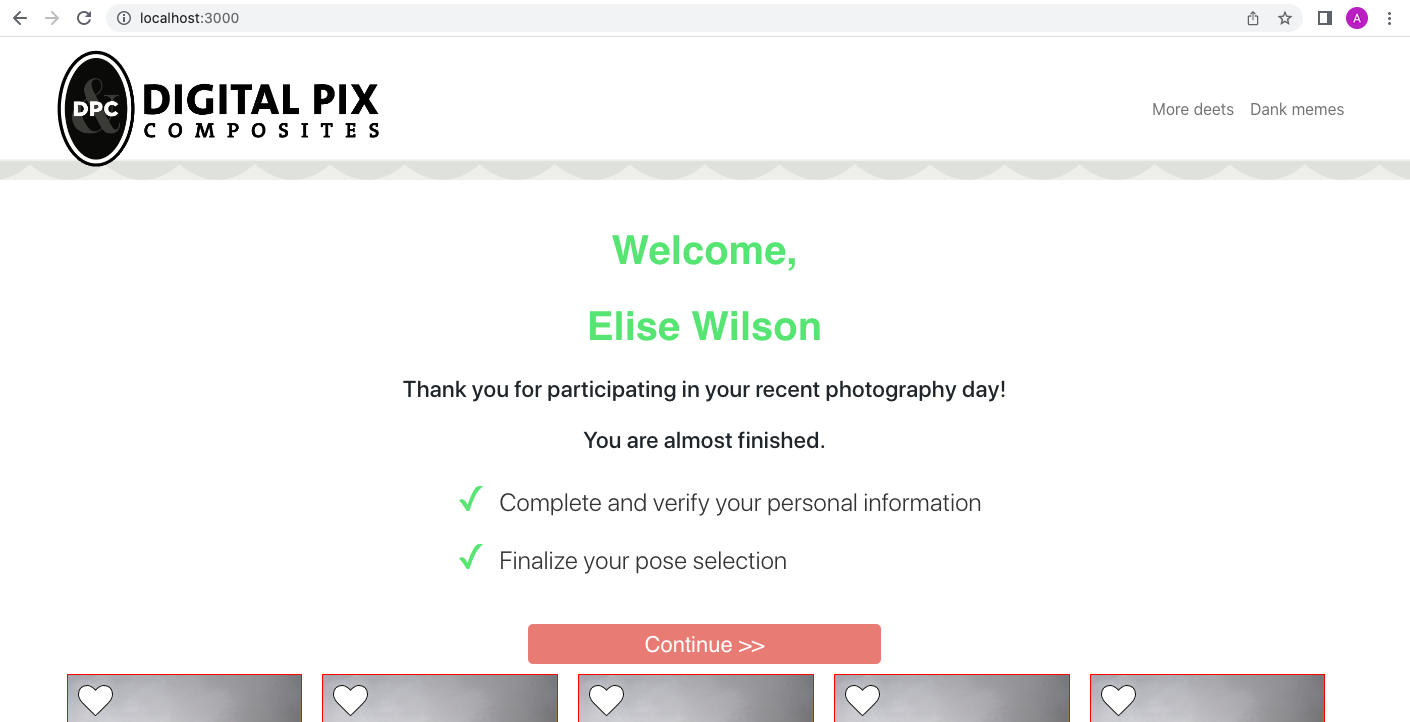 localhost:3000
A
DPC
&
DIGITAL PIX
COMPOSITES
More deets
Dank memes
Welcome,
Elise Wilson
Thank you for participating in your recent photography day!
You are almost finished.
✓ Complete and verify your personal information
✓ Finalize your pose selection
Continue >>